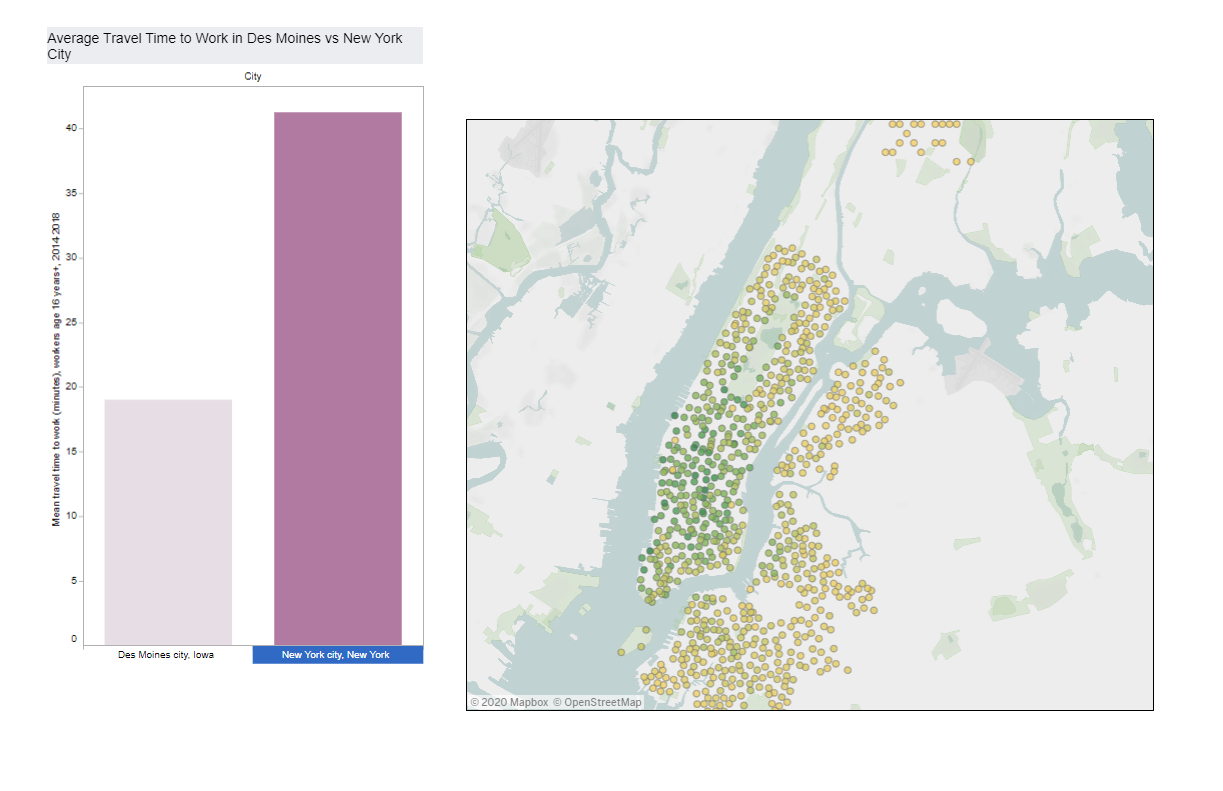 Average Travel Time to Work in Des Moines vs New York
City
City
Mean travel time to work (minutes), workers age 16 years+, 2014-2018
40
35
30
25
20
15
10
5
0
Des Moines city, Iowa
New York city, New York
© 2020 Mapbox © OpenStreetMap